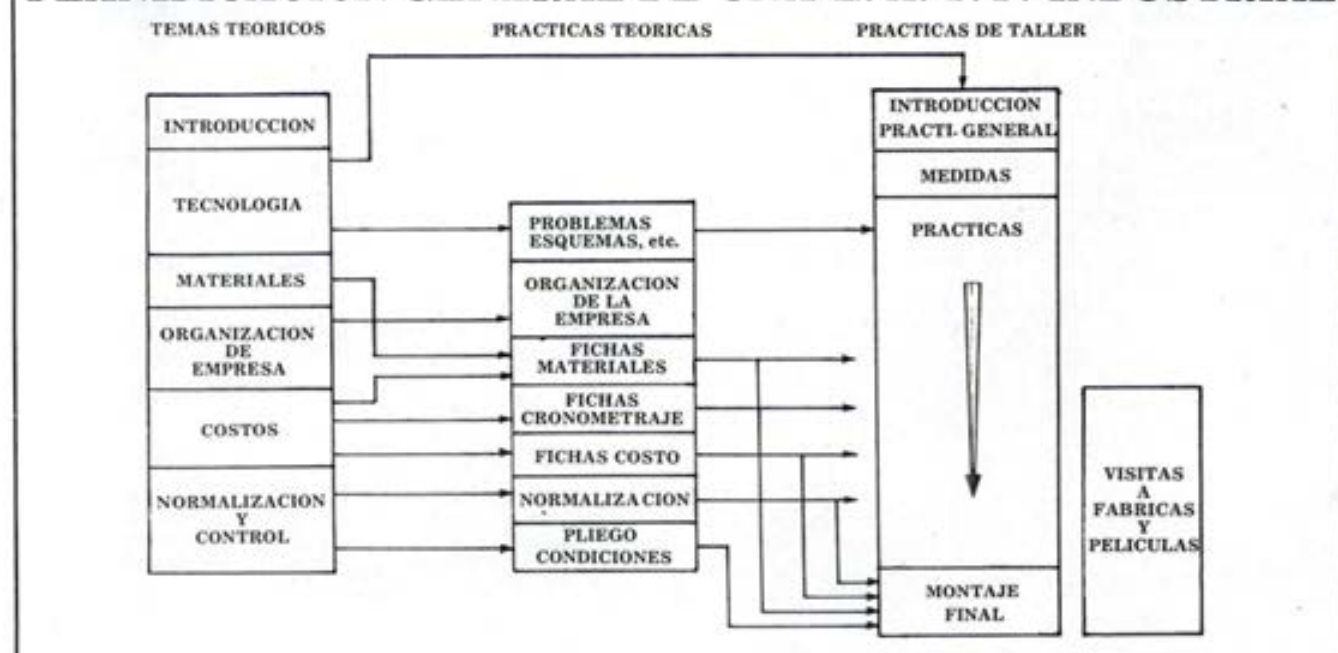 TEMAS TEORICOS
PRACTICAS TEORICAS
PRACTICAS DE TALLER
INTRODUCCION
TECNOLOGIA
MATERIALES
ORGANIZACION
DE
EMPRESA
COSTOS
NORMALIZACION
Y
CONTROL
PROBLEMAS
ESQUEMAS, etc.
ORGANIZACION
DE LA
EMPRESA
FICHAS
MATERIALES
FICHAS
CRONOMETRAJE
FICHAS COSTO
NORMALIZACION
PLIEGO
CONDICIONES
INTRODUCCION
PRACTI. GENERAL
MEDIDAS
PRACTICAS
MONTAJE
FINAL
VISITAS
A
FABRICAS
Y
PELICULAS